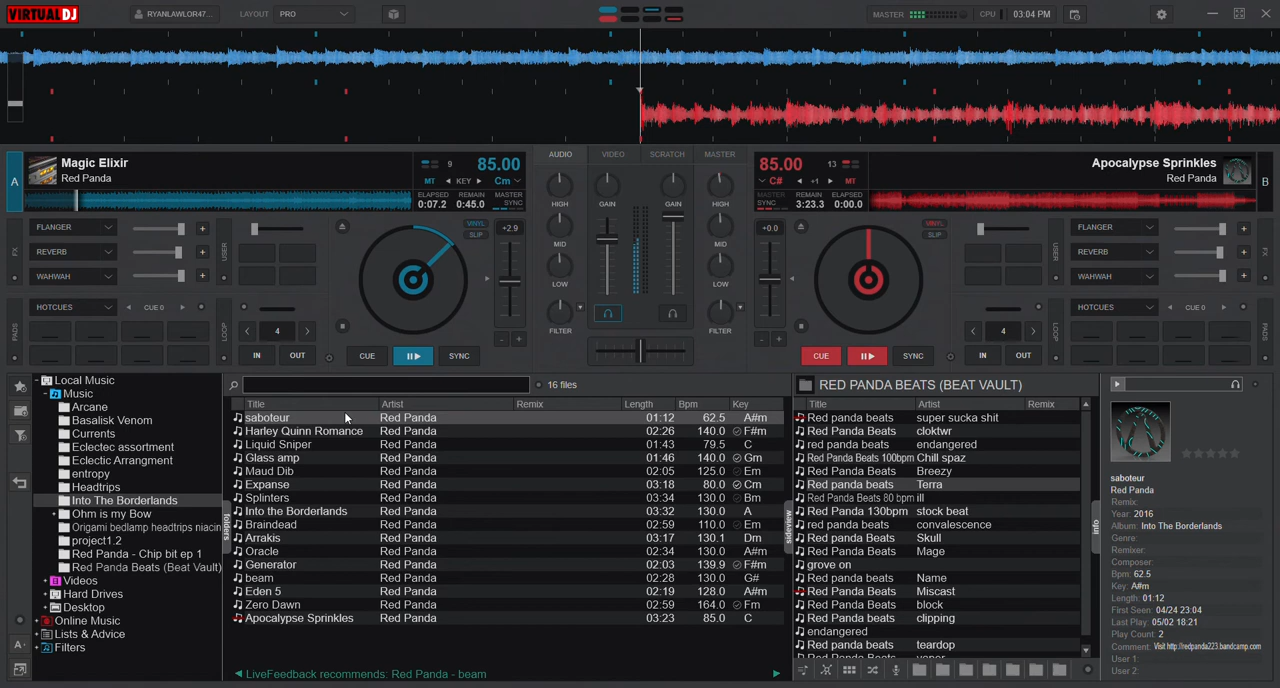 VIRTUALDJ RYANLAWLOR47... LAYOUT PRO MASTER CPU 03:04 PM
A Magic Elixir 9 85.00
Red Panda MT KEY Cm
ELAPSED REMAIN MASTER
0:07.2 0:45.0 SYNC
AUDIO VIDEO SCRATCH MASTER
85.00 13 Apocalypse Sprinkles B
C# +1 MT Red Panda
MASTER REMAIN ELAPSED
SYNC 3:23.3 0:00.0
HIGH GAIN GAIN HIGH
MID MID
LOW LOW
FILTER FILTER
FX FLANGER USER VINYL +2.9
REVERB SLIP
WAHWAH
PADS HOTCUES CUE 0 LOOP 4
IN OUT CUE SYNC
+0.0 VINYL USER FLANGER FX
SLIP REVERB
WAHWAH
4 LOOP HOTCUES CUE 0 PADS
CUE SYNC IN OUT
Local Music
Music
Arcane
Basalisk Venom
Currents
Eclectec assortment
Eclectic Arrangment
entropy
Headtrips
Into The Borderlands
Ohm is my Bow
Origami bedlamp headtrips niacin
project1.2
Red Panda - Chip bit ep 1
Red Panda Beats (Beat Vault)
Videos
Hard Drives
Desktop
Online Music
Lists & Advice
Filters
A+
folders
16 files
Title Artist Remix Length Bpm Key
saboteur Red Panda 01:12 62.5 A#m
Harley Quinn Romance Red Panda 02:26 140.0 F#m
Liquid Sniper Red Panda 01:43 79.5 C
Glass amp Red Panda 01:46 140.0 Gm
Maud Dib Red Panda 02:05 125.0 Em
Expanse Red Panda 03:18 80.0 Cm
Splinters Red Panda 03:34 130.0 Bm
Into the Borderlands Red Panda 03:32 130.0 A
Braindead Red Panda 02:59 110.0 Em
Arrakis Red Panda 03:17 130.1 Dm
Oracle Red Panda 02:34 130.0 A#m
Generator Red Panda 02:03 139.9 F#m
beam Red Panda 02:28 130.0 G#
Eden 5 Red Panda 02:19 128.0 A#m
Zero Dawn Red Panda 02:59 164.0 Fm
Apocalypse Sprinkles Red Panda 03:23 85.0 C
LiveFeedback recommends: Red Panda - beam
sideview
RED PANDA BEATS (BEAT VAULT)
Title Artist Remix
Red panda beats super sucka shit
Red Panda beats cloktwr
red panda beats endangered
Red Panda Beats 100bpm Chill spaz
Red Panda Beats Breezy
Red panda beats Terra
Red Panda Beats 80 bpm ill
Red Panda 130bpm stock beat
red panda beats convalescence
Red Panda Beats Skull
Red Panda beats Mage
grove on
Red Panda beats Name
Red Panda beats Miscast
Red Panda beats block
Red Panda beats clipping
endangered
Red panda beats teardop
info
saboteur
Red Panda
Remix:
Year: 2016
Album: Into The Borderlands
Genre:
Remixer:
Composer:
Bpm: 62.5
Key: A#m
Length: 01:12
First Seen: 04/24 23:04
Last Play: 05/02 18:21
Play Count: 2
Comment: Visit http://redpanda223.bandcamp.com
User 1:
User 2: